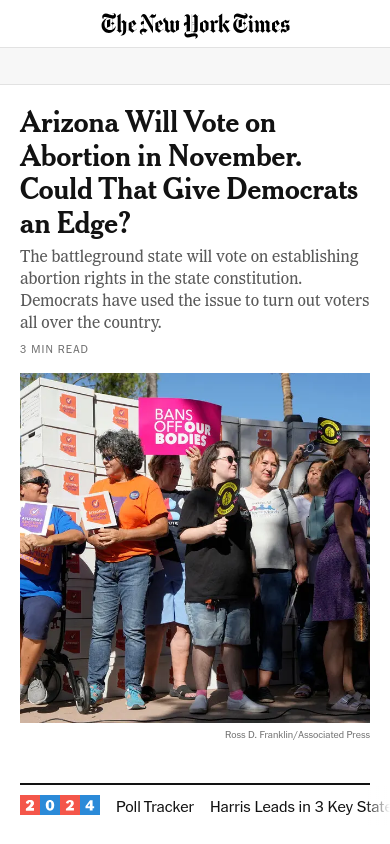 The New York Times
Arizona Will Vote on
Abortion in November.
Could That Give Democrats
an Edge?
The battleground state will vote on establishing
abortion rights in the state constitution.
Democrats have used the issue to turn out voters
all over the country.
3 MIN READ
BANS
OFF OUR
BODIES
Ross D. Franklin/Associated Press
2024 Poll Tracker Harris Leads in 3 Key State